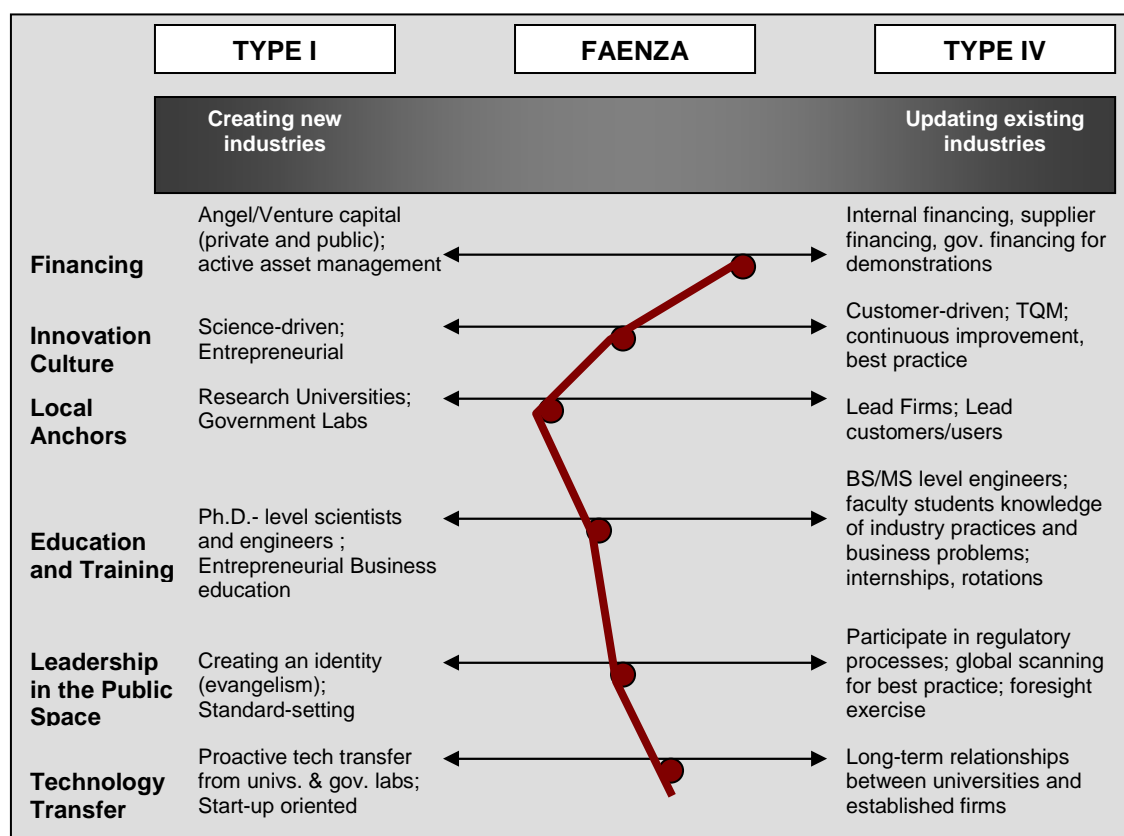 TYPE I
FAENZA
TYPE IV
Creating new
industries
Updating existing
industries
Financing
Angel/Venture capital
(private and public);
active asset management
Internal financing, supplier
financing, gov. financing for
demonstrations
Innovation
Culture
Science-driven;
Entrepreneurial
Customer-driven; TQM;
continuous improvement,
best practice
Local
Anchors
Research Universities;
Government Labs
Lead Firms; Lead
customers/users
Education
and Training
Ph.D.- level scientists
and engineers ;
Entrepreneurial Business
education
BS/MS level engineers;
faculty students knowledge
of industry practices and
business problems;
internships, rotations
Leadership
in the Public
Space
Creating an identity
(evangelism);
Standard-setting
Participate in regulatory
processes; global scanning
for best practice; foresight
exercise
Technology
Transfer
Proactive tech transfer
from univs. & gov. labs;
Start-up oriented
Long-term relationships
between universities and
established firms